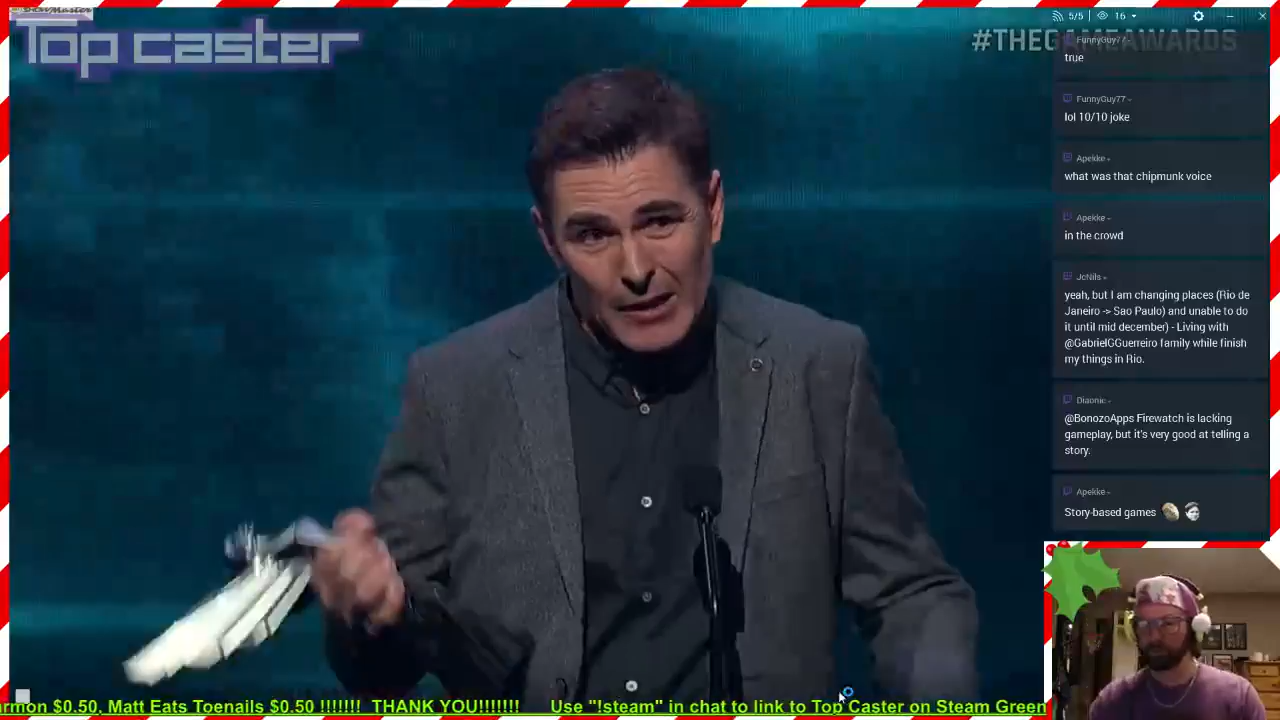 Top caster
#THEGAMEAWARDS
5/5 | 16
FunnyGuy77
true
FunnyGuy77
lol 10/10 joke
Apekke
what was that chipmunk voice
Apekke
in the crowd
JcNils
yeah, but I am changing places (Rio de
Janeiro -> Sao Paulo) and unable to do
it until mid december) - Living with
@GabrielGGuerreiro family while finish
my things in Rio.
Diaonic
@BonozoApps Firewatch is lacking
gameplay, but it's very good at telling a
story.
Apekke
Story-based games
armon $0.50, Matt Eats Toenails $0.50 !!!!!!! THANK YOU!!!!!!! Use "!steam" in chat to link to Top Caster on Steam Green